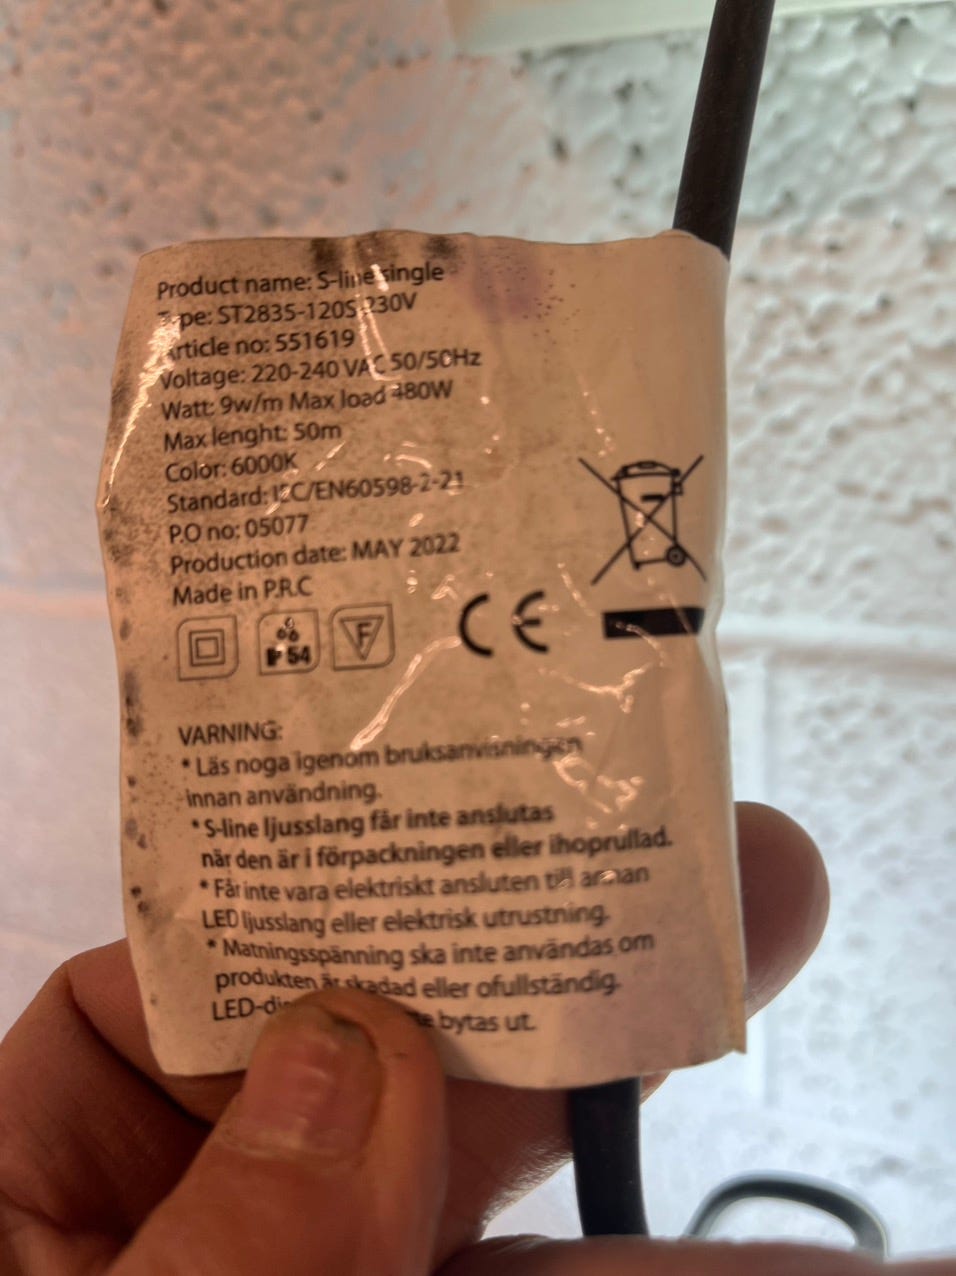 Product name: S-line single
Type: ST2835-120S 230V
Article no: 551619
Voltage: 220-240 VAC 50/50Hz
Watt: 9w/m Max load 480W
Max lenght: 50m
Color: 6000K
Standard: IEC/EN60598-2-21
P.O no: 05077
Production date: MAY 2022
Made in P.R.C
IP 54 F CE
VARNING:
* Läs noga igenom bruksanvisningen
innan användning.
* S-line ljusslang får inte anslutas
när den är i förpackningen eller ihoprullad.
* Får inte vara elektriskt ansluten till annan
LED ljusslang eller elektrisk utrustning.
* Matningsspänning ska inte användas om
produkten är skadad eller ofullständig.
bytas ut.